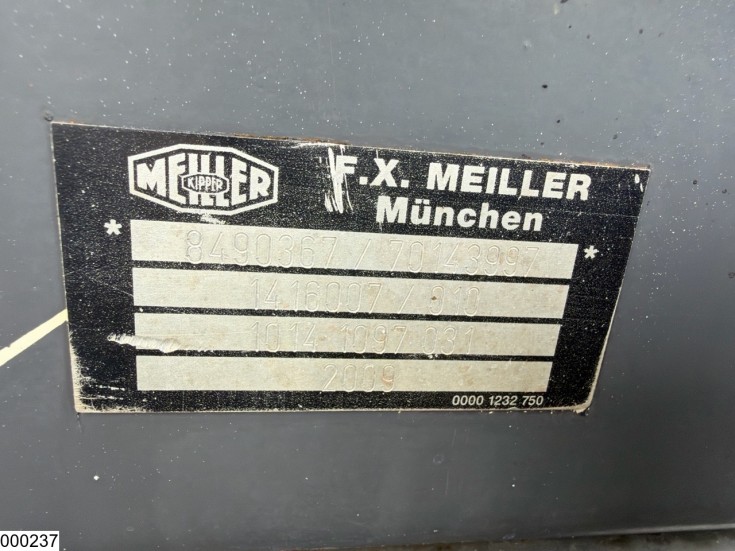 MEILLER
KIPPER
F.X. MEILLER
München
* 8490367 / 70143997 *
1416007 / 010
1014 1097 031
2009
0000 1232 750
000237